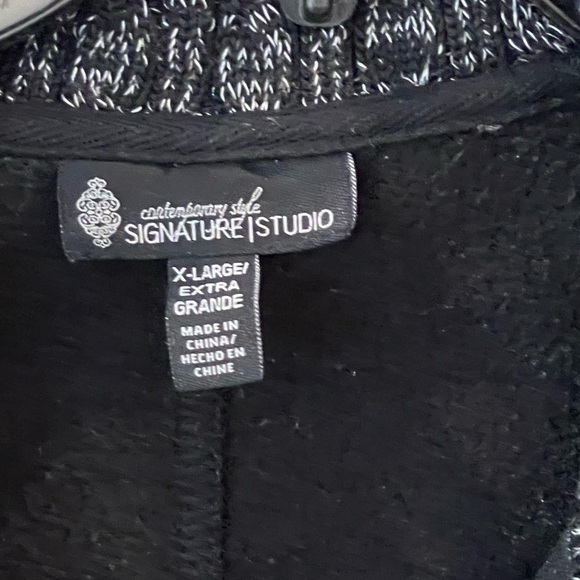 contemporary style
SIGNATURE|STUDIO
X-LARGE/
EXTRA
GRANDE
MADE IN
CHINA/
HECHO EN
CHINE